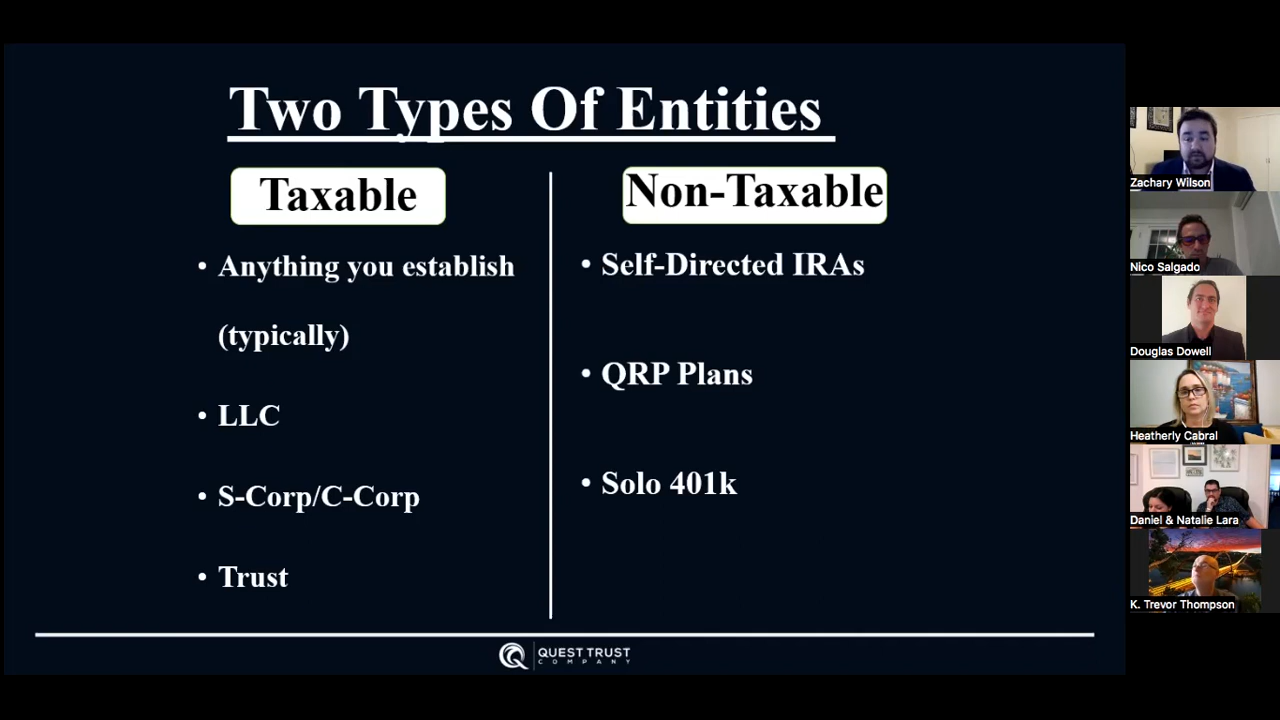 Two Types Of Entities
Taxable
• Anything you establish
(typically)
• LLC
• S-Corp/C-Corp
• Trust
Non-Taxable
• Self-Directed IRAs
• QRP Plans
• Solo 401k
QUEST TRUST
COMPANY
Zachary Wilson
Nico Salgado
Douglas Dowell
Heatherly Cabral
Daniel & Natalie Lara
K. Trevor Thompson